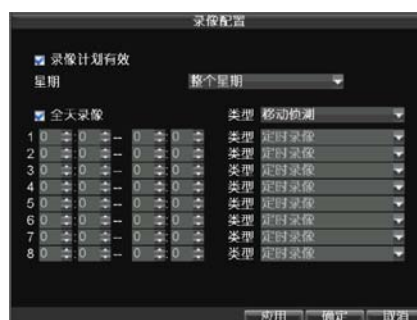 录像配置
录像计划有效
星期 整个星期
全天录像 类型 移动侦测
1 0 : 0 -- 0 : 0 类型 定时录像
2 0 : 0 -- 0 : 0 类型 定时录像
3 0 : 0 -- 0 : 0 类型 定时录像
4 0 : 0 -- 0 : 0 类型 定时录像
5 0 : 0 -- 0 : 0 类型 定时录像
6 0 : 0 -- 0 : 0 类型 定时录像
7 0 : 0 -- 0 : 0 类型 定时录像
8 0 : 0 -- 0 : 0 类型 定时录像
应用 确定 取消